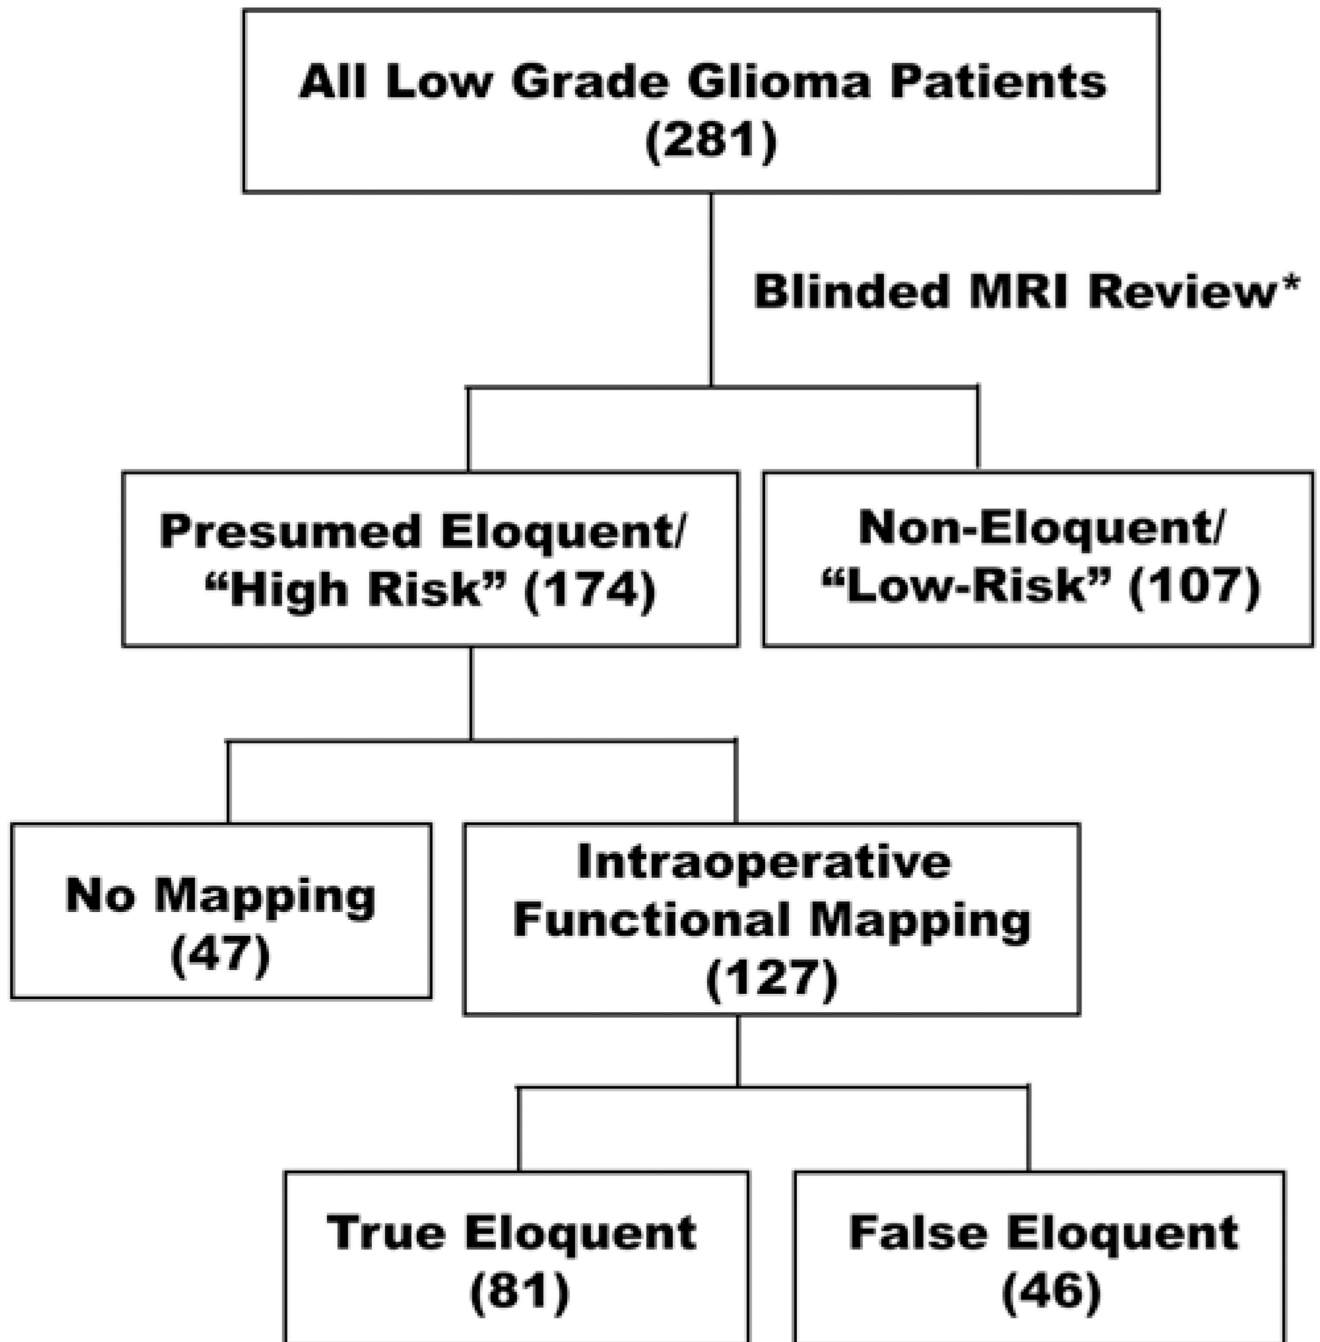 All Low Grade Glioma Patients
(281)
Blinded MRI Review*
Presumed Eloquent/
“High Risk” (174)
Non-Eloquent/
“Low-Risk” (107)
No Mapping
(47)
Intraoperative
Functional Mapping
(127)
True Eloquent
(81)
False Eloquent
(46)